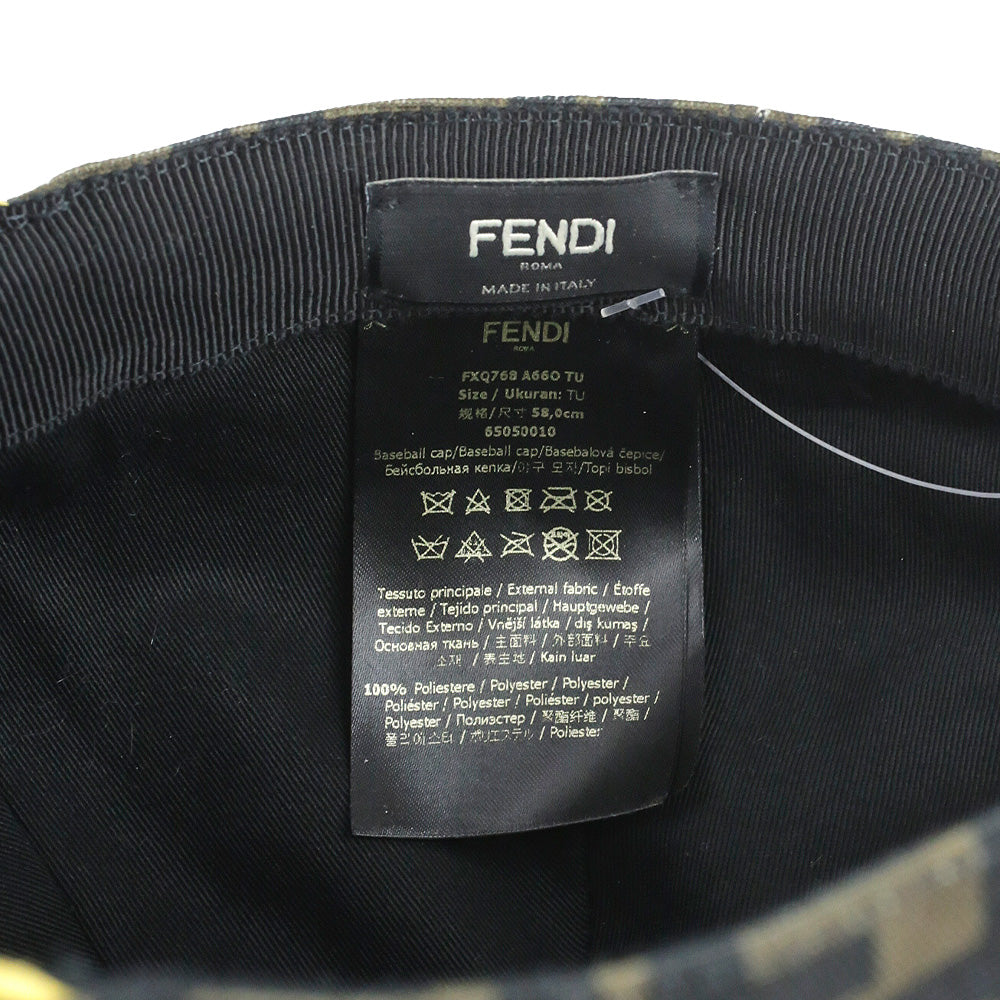 FENDI
ROMA
MADE IN ITALY
FENDI
ROMA
FXQ768 A66O TU
Size / Ukuran: TU
规格/尺寸 58,0cm
65050010
Baseball cap/Baseball cap/Basebalová čepice/
Бейсбольная кепка/야구 모자/Topi bisbol
Tessuto principale / External fabric / Étoffe
externe / Tejido principal / Hauptgewebe /
Tecido Externo / Vnější látka / dış kumaş /
Основная ткань / 主面料 / 外部面料 / 주요
소재 / 表生地 / Kain luar
100% Poliestere / Polyester / Polyester /
Poliéster / Polyester / Poliéster / polyester /
Polyester / Полиэстер / 聚酯纤维 / 聚酯 /
폴리에스터 / ポリエステル / Poliester